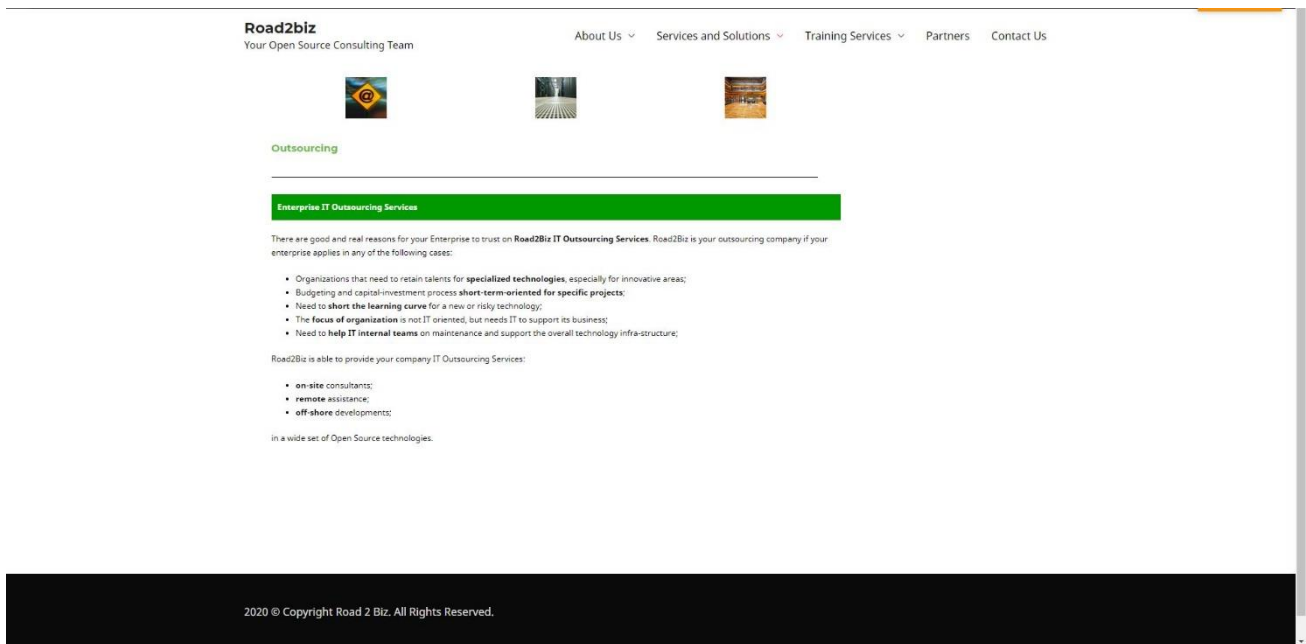 Road2biz
Your Open Source Consulting Team
About Us Services and Solutions Training Services Partners Contact Us
@
Outsourcing
Enterprise IT Outsourcing Services
There are good and real reasons for your Enterprise to trust on Road2Biz IT Outsourcing Services. Road2Biz is your outsourcing company if your
enterprise applies in any of the following cases:
• Organizations that need to retain talents for specialized technologies, especially for innovative areas;
• Budgeting and capital-investment process short-term-oriented for specific projects;
• Need to short the learning curve for a new or risky technology;
• The focus of organization is not IT oriented, but needs IT to support its business;
• Need to help IT internal teams on maintenance and support the overall technology infra-structure;
Road2Biz is able to provide your company IT Outsourcing Services:
• on-site consultants;
• remote assistance;
• off-shore developments;
in a wide set of Open Source technologies.
2020 © Copyright Road 2 Biz. All Rights Reserved.